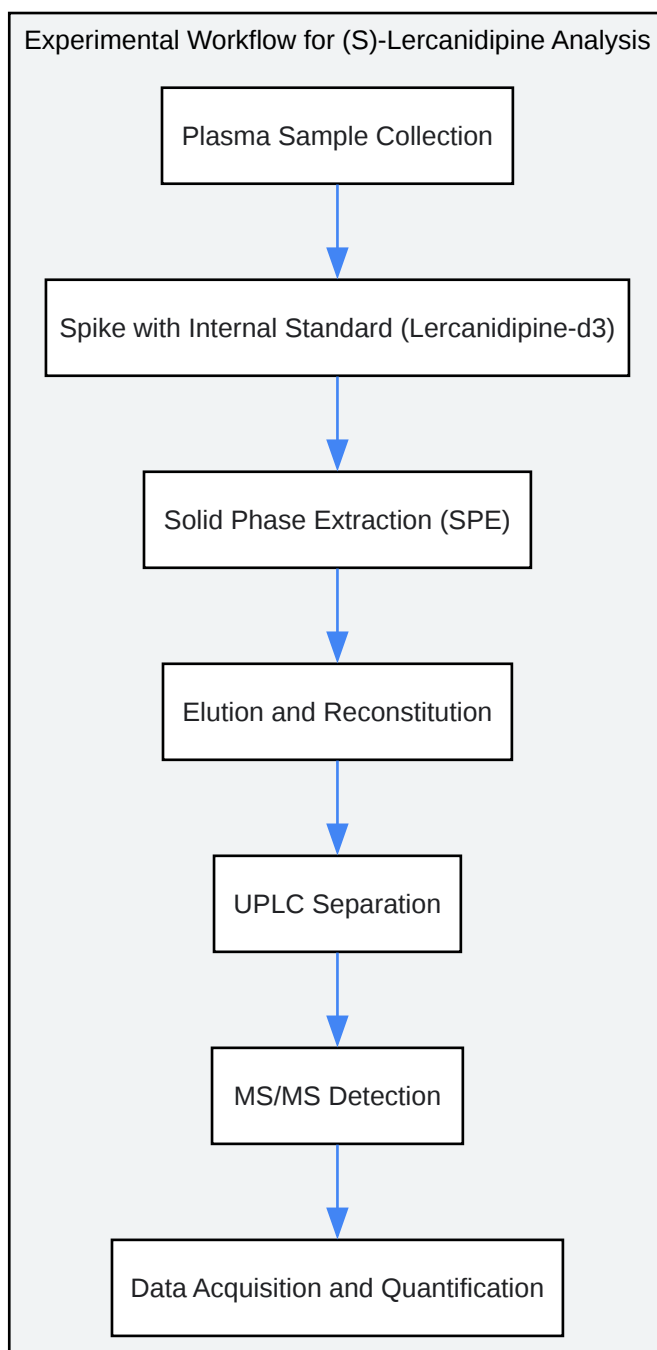 Experimental Workflow for (S)-Lercanidipine Analysis
Plasma Sample Collection
Spike with Internal Standard (Lercanidipine-d3)
Solid Phase Extraction (SPE)
Elution and Reconstitution
UPLC Separation
MS/MS Detection
Data Acquisition and Quantification